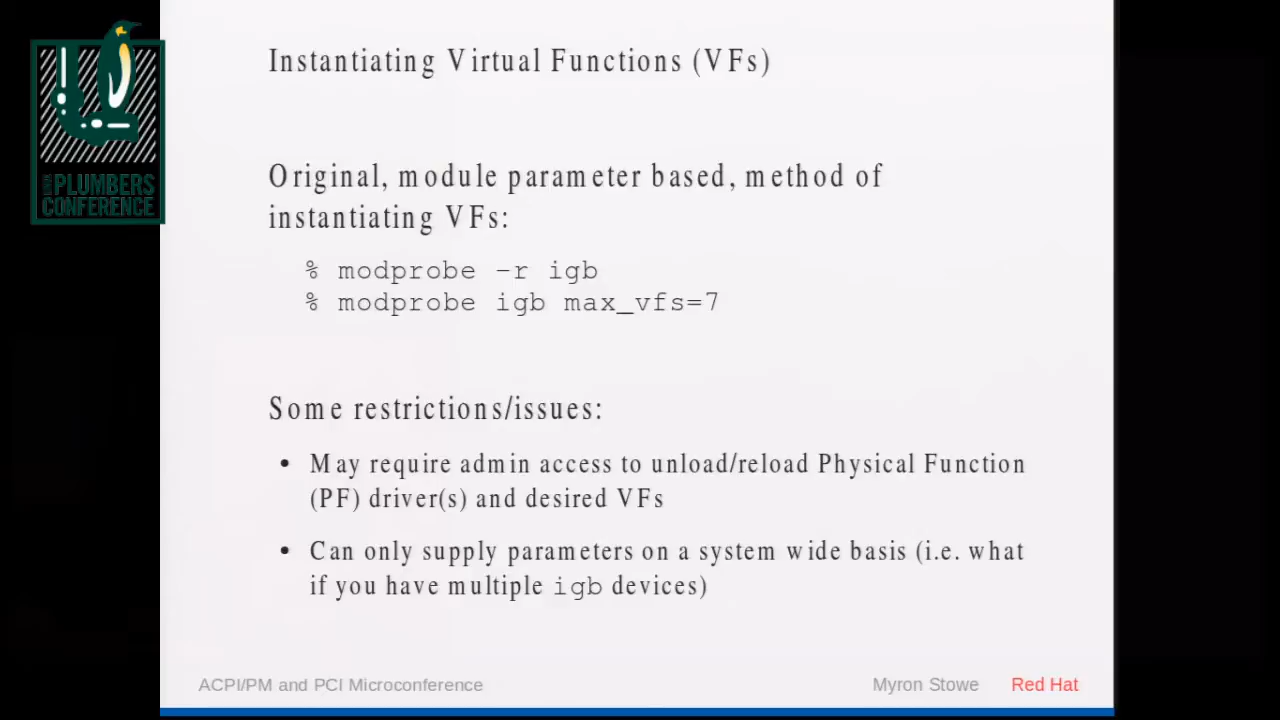 Instantiating Virtual Functions (VFs)
Original, module parameter based, method of
instantiating VFs:
% modprobe -r igb
% modprobe igb max_vfs=7
Some restrictions/issues:
• May require admin access to unload/reload Physical Function
(PF) driver(s) and desired VFs
• Can only supply parameters on a system wide basis (i.e. what
if you have multiple igb devices)
ACPI/PM and PCI Microconference
Myron Stowe
Red Hat
PLUMBERS
CONFERENCE